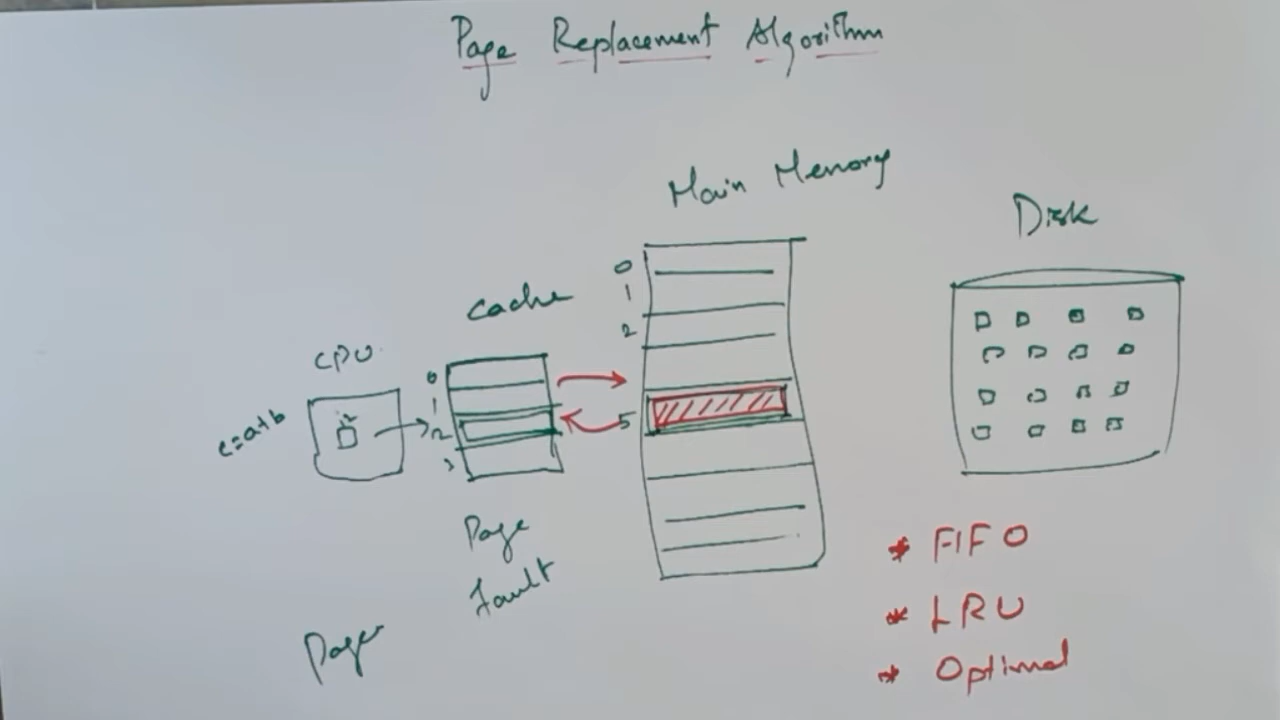 Page Replacement Algorithm
Main Memory
Disk
Cache
CPU
c=a+b
0
1
2
3
0
1
2
5
Page
Fault
Page
* FIFO
* LRU
* Optimal